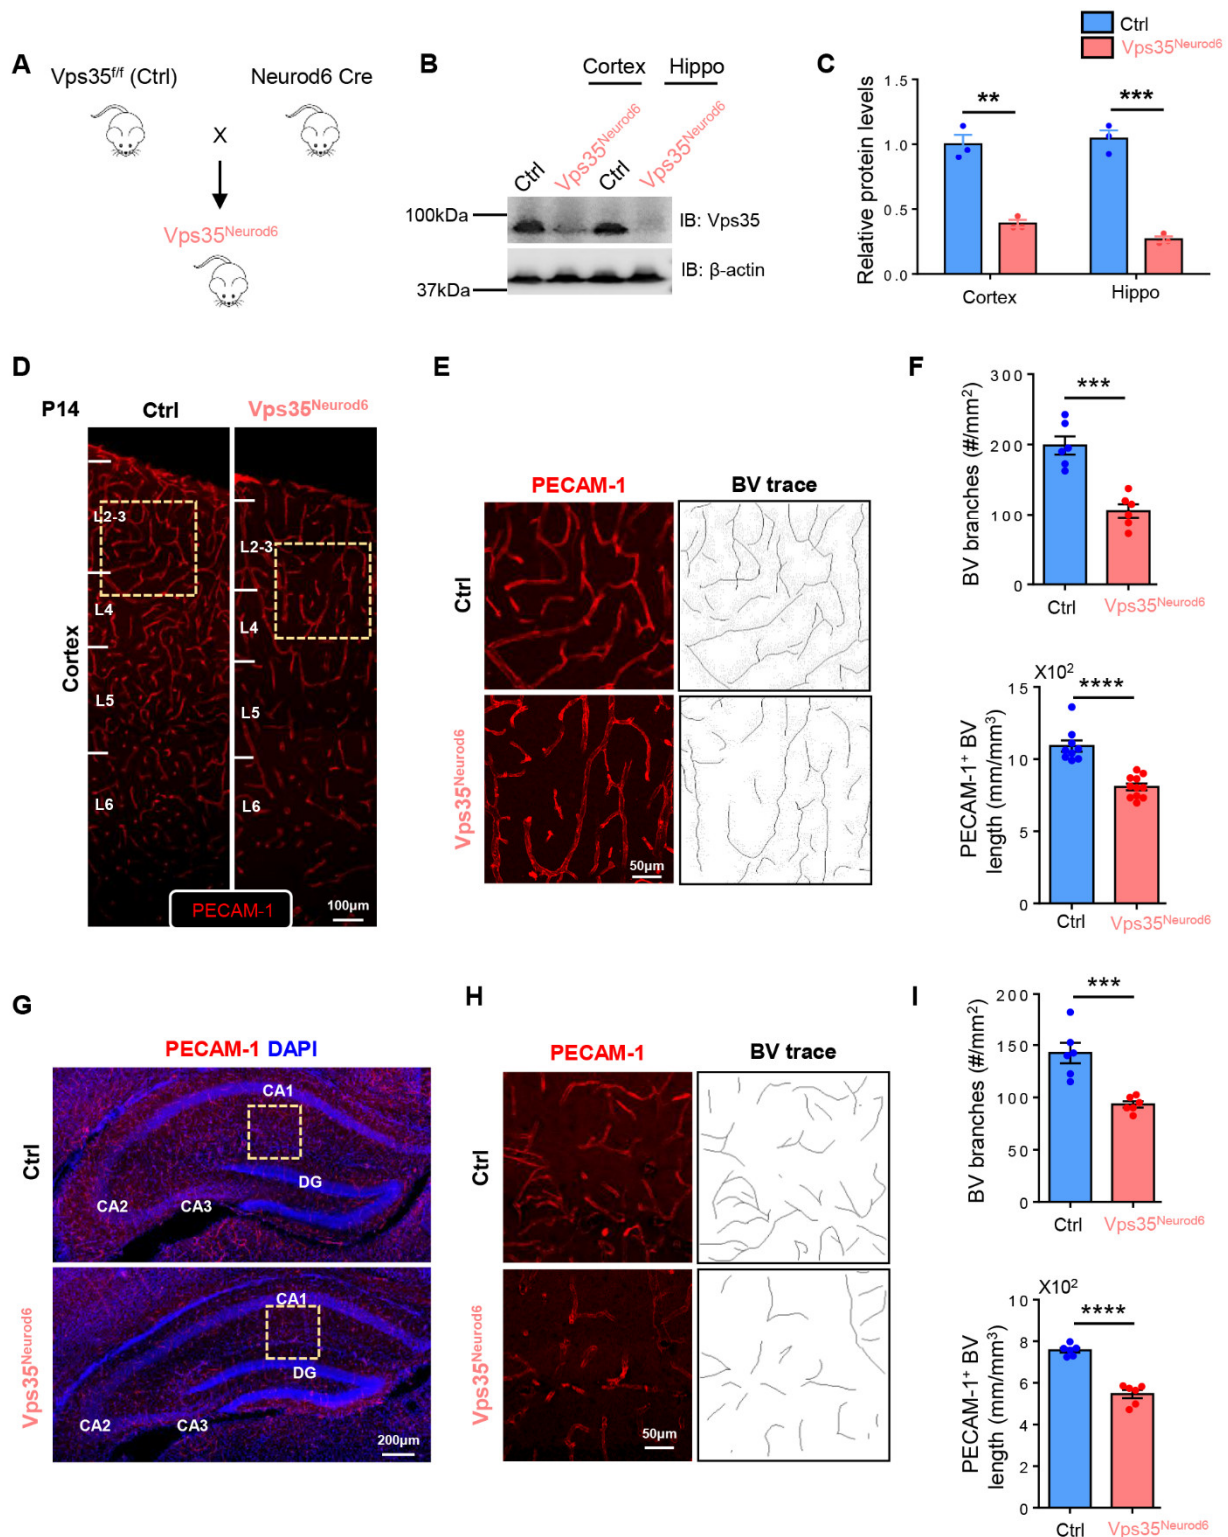 Ctrl
Vps35Neurod6
A
Vps35f/f (Ctrl)
Neurod6 Cre
X
Vps35Neurod6
B
Cortex
Hippo
Ctrl
Vps35Neurod6
Ctrl
Vps35Neurod6
100kDa
IB: Vps35
IB: β-actin
37kDa
C
Relative protein levels
1.5
1.0
0.5
0.0
**
***
Cortex
Hippo
D
P14
Ctrl
Vps35Neurod6
Cortex
L2-3
L4
L5
L6
L2-3
L4
L5
L6
PECAM-1
100µm
E
PECAM-1
BV trace
Ctrl
Vps35Neurod6
50µm
F
BV branches (#/mm2)
300
200
100
0
***
Ctrl
Vps35Neurod6
X102
PECAM-1+ BV
length (mm/mm3)
15
10
5
0
****
Ctrl
Vps35Neurod6
G
PECAM-1 DAPI
Ctrl
CA1
DG
CA2
CA3
Vps35Neurod6
CA1
DG
CA2
CA3
200µm
H
PECAM-1
BV trace
Ctrl
Vps35Neurod6
50µm
I
BV branches (#/mm2)
200
150
100
50
0
***
Ctrl
Vps35Neurod6
X102
PECAM-1+ BV
length (mm/mm3)
8
6
4
2
0
****
Ctrl
Vps35Neurod6